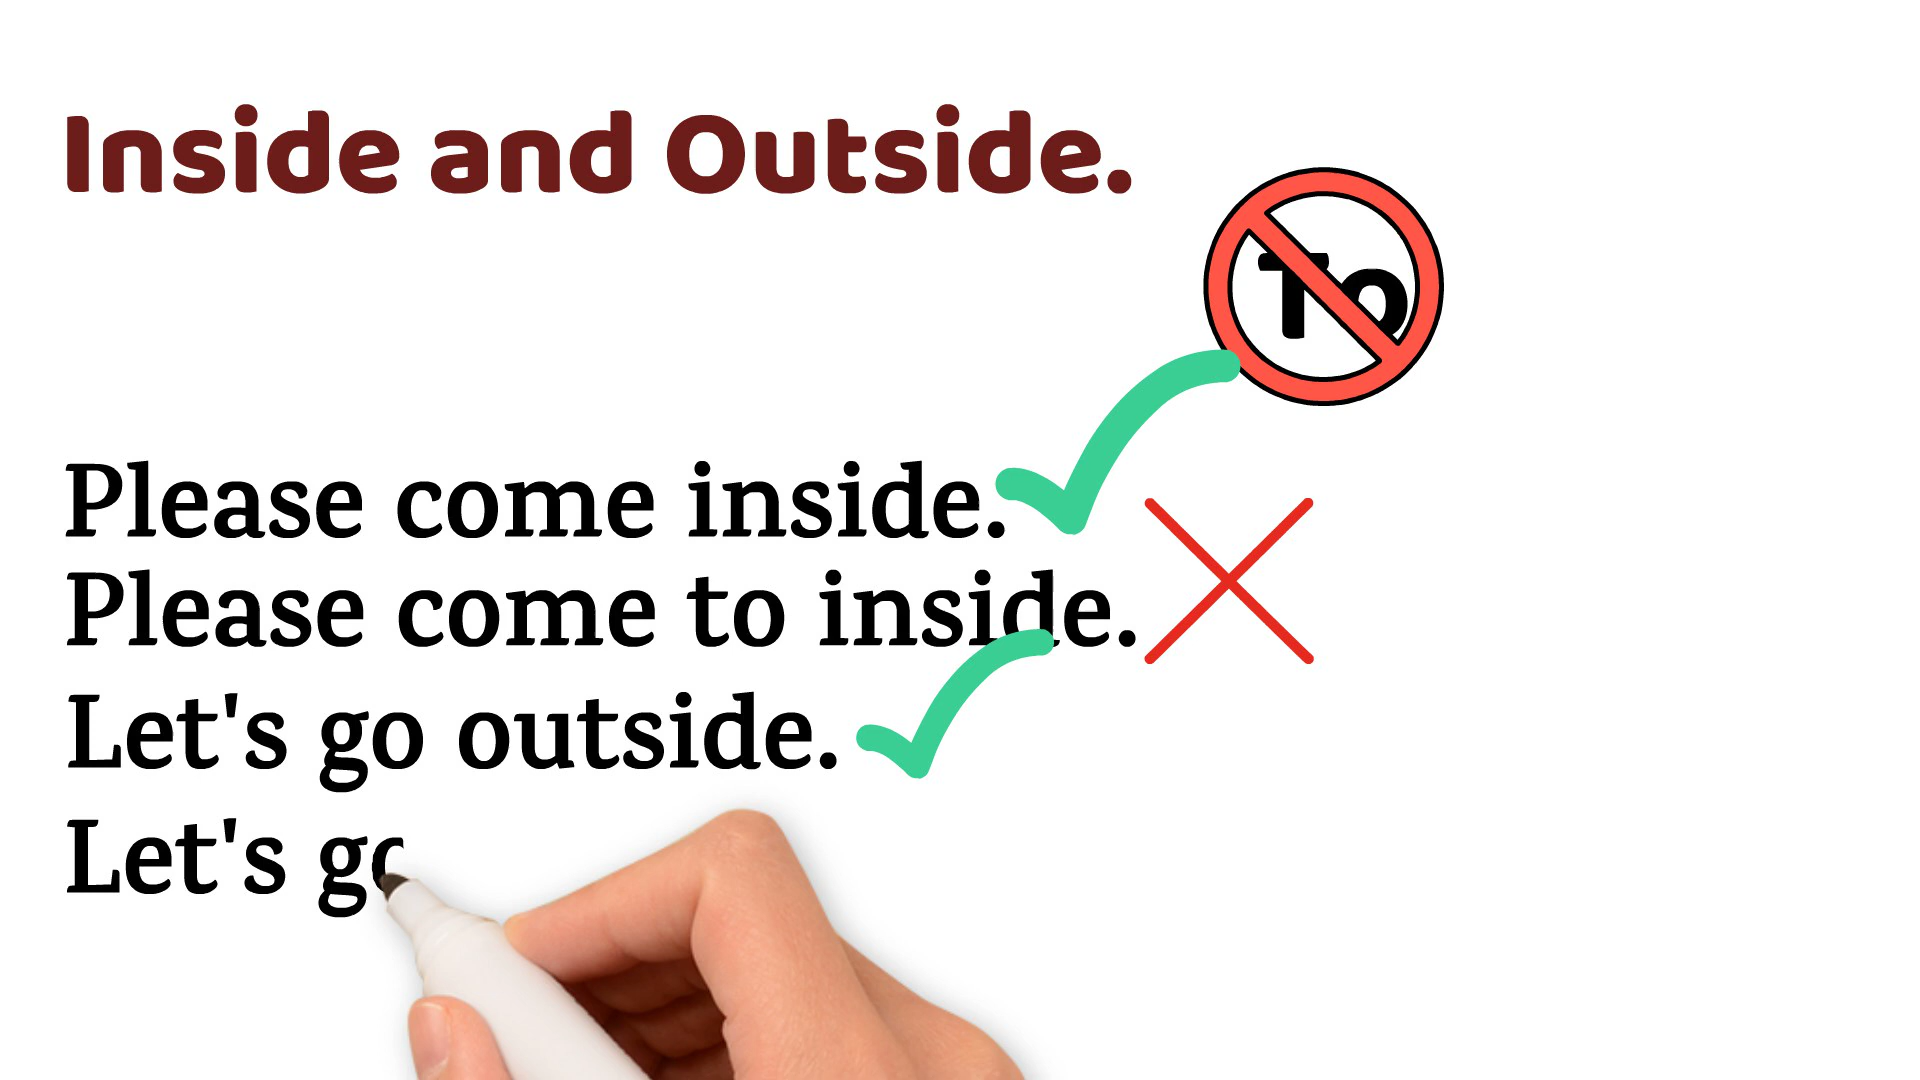 Inside and Outside.
To
Please come inside.
Please come to inside.
Let's go outside.
Let's go